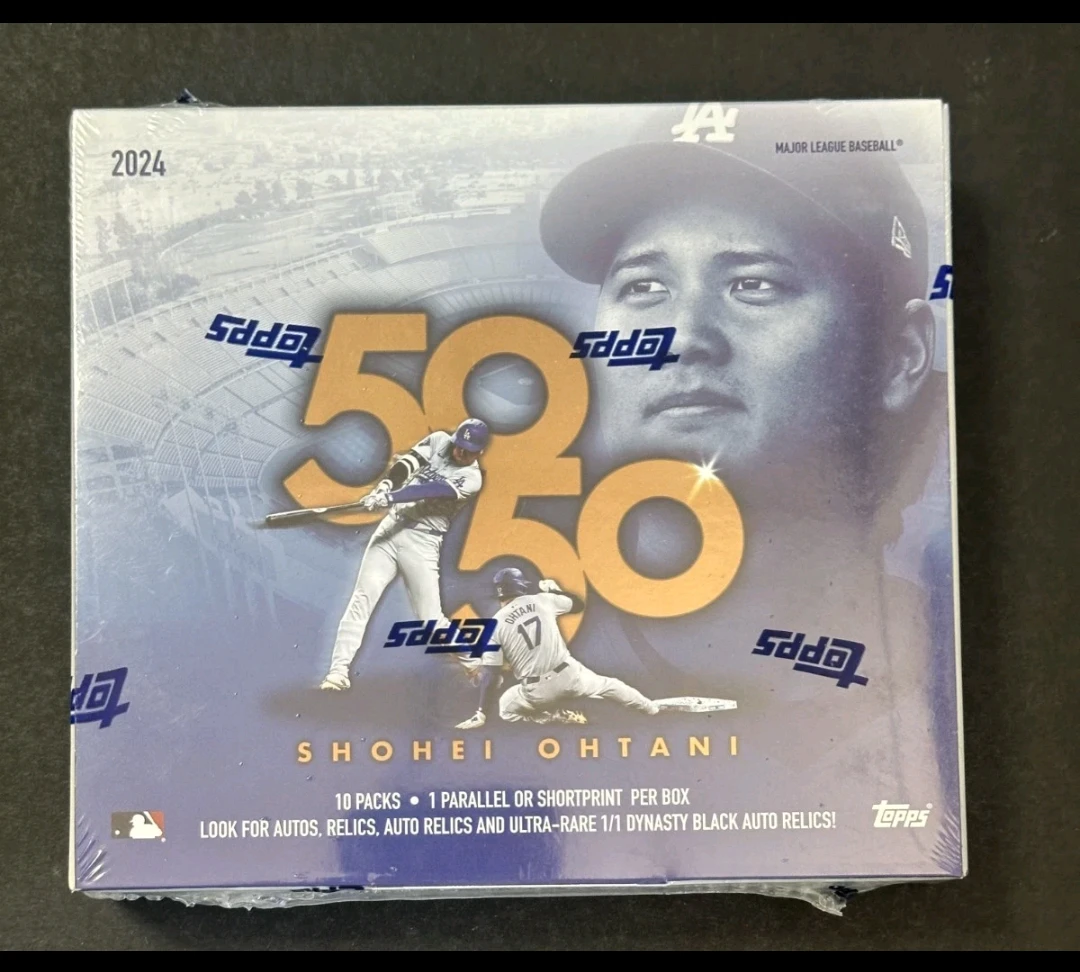 2024
MAJOR LEAGUE BASEBALL®
LA
50
50
Topps
Topps
Topps
Topps
OHTANI
17
SHOHEI OHTANI
10 PACKS • 1 PARALLEL OR SHORTPRINT PER BOX
LOOK FOR AUTOS, RELICS, AUTO RELICS AND ULTRA-RARE 1/1 DYNASTY BLACK AUTO RELICS!
Topps